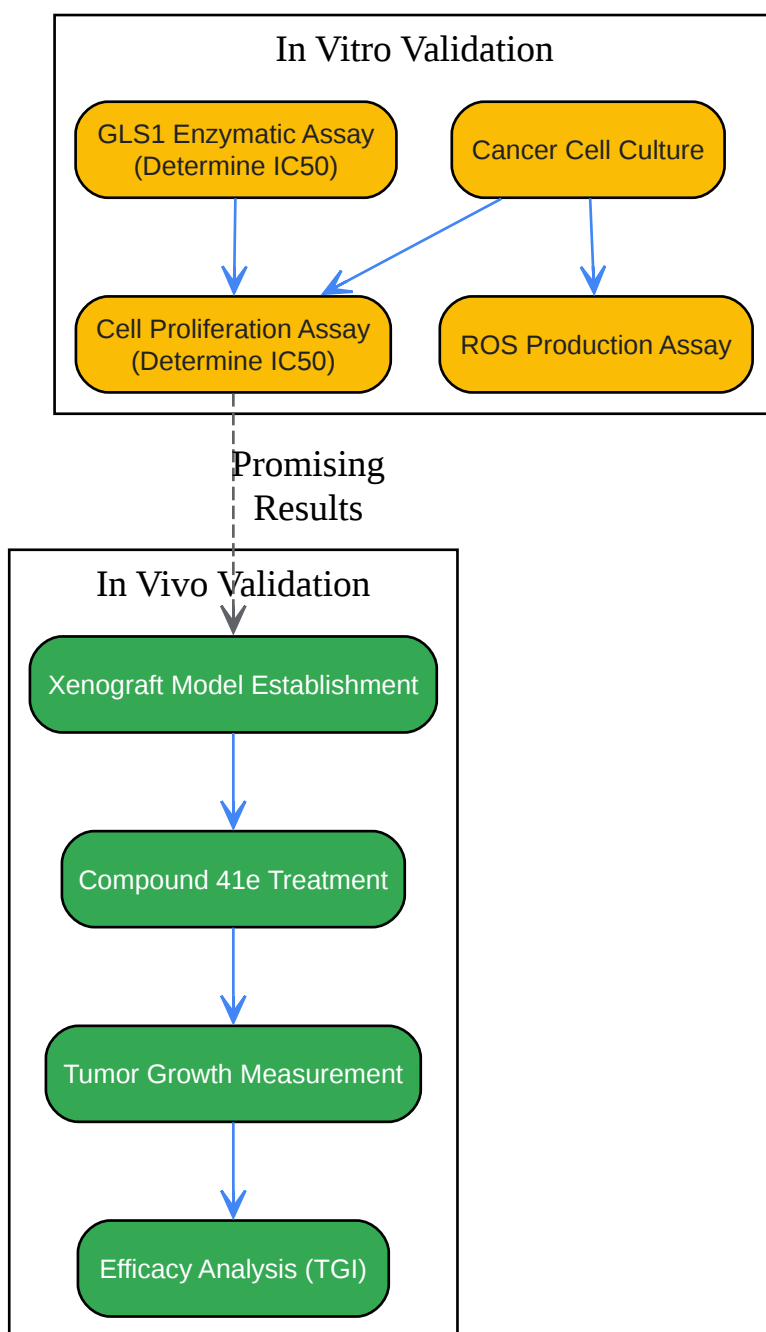 In Vitro Validation
GLS1 Enzymatic Assay
(Determine IC50)
Cancer Cell Culture
Cell Proliferation Assay
(Determine IC50)
ROS Production Assay
Promising
Results
In Vivo Validation
Xenograft Model Establishment
Compound 41e Treatment
Tumor Growth Measurement
Efficacy Analysis (TGI)